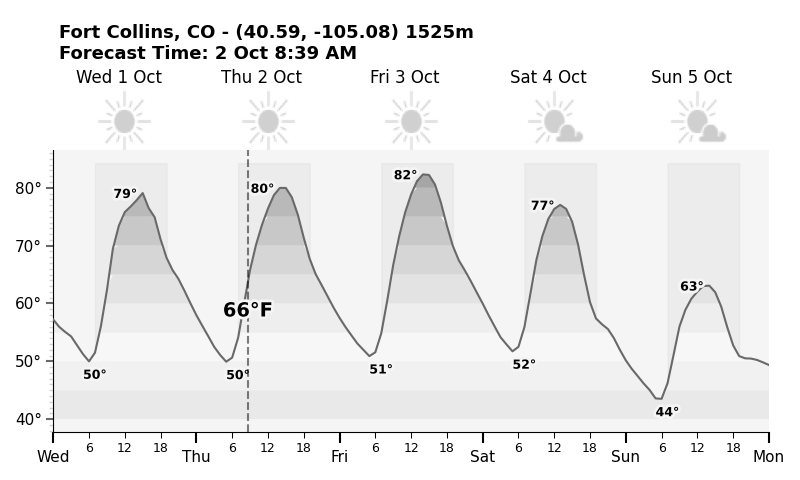 Fort Collins, CO - (40.59, -105.08) 1525m
Forecast Time: 2 Oct 8:39 AM
Wed 1 Oct Thu 2 Oct Fri 3 Oct Sat 4 Oct Sun 5 Oct
80°
70°
60°
50°
40°
79° 80° 82° 77° 63°
66°F
50° 50° 51° 52° 44°
6 12 18 6 12 18 6 12 18 6 12 18 6 12 18
Wed Thu Fri Sat Sun Mon